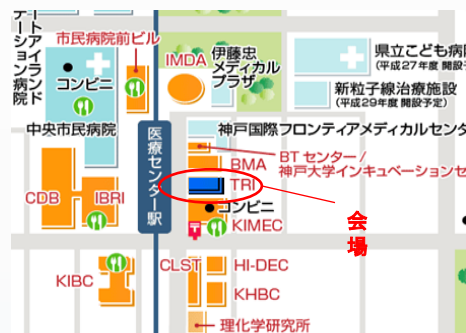 ートアイランド
テーション病院
市民病院前ビル
コンビニ
IMDA
伊藤忠
メディカル
プラザ
県立こども病
(平成27年度 開設予
新粒子線治療施設
(平成29年度 開設予定)
中央市民病院
医療センター駅
神戸国際フロンティアメディカルセンタ
BTセンター/
神戸大学インキュベーションセ
BMA
TRI
CDB
IBRI
コンビニ
KIMEC
会
場
CLST
HI-DEC
KIBC
KHBC
理化学研究所